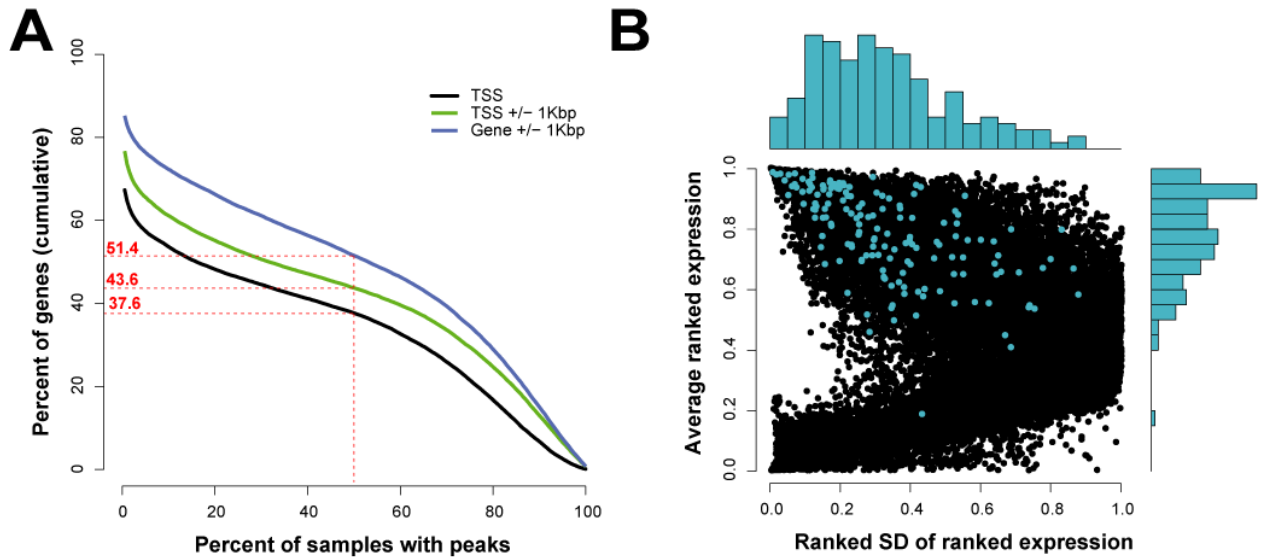 A
B
Percent of genes (cumulative)
100
80
60
40
20
0
TSS
TSS +/− 1Kbp
Gene +/− 1Kbp
51.4
43.6
37.6
0 20 40 60 80 100
Percent of samples with peaks
Average ranked expression
1.0
0.8
0.6
0.4
0.2
0.0
0.0 0.2 0.4 0.6 0.8 1.0
Ranked SD of ranked expression